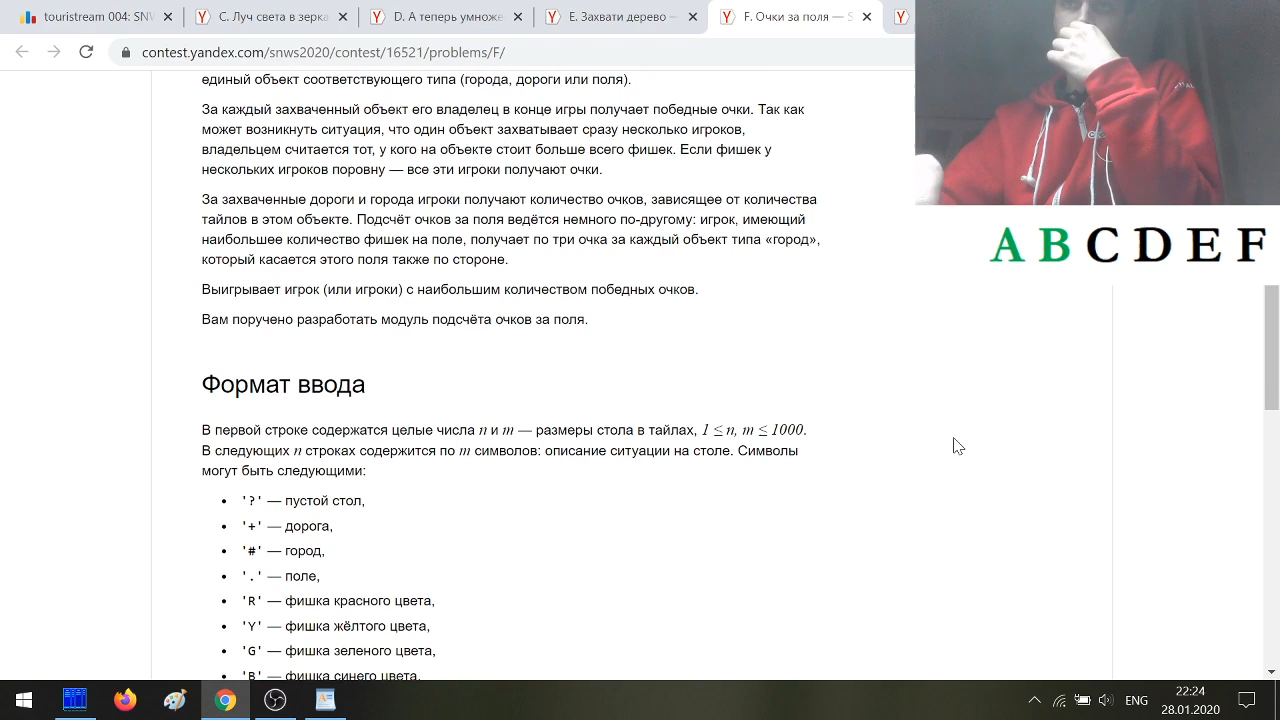 touristream 004: SNW
С. Луч света в зерка
D. А теперь умноже
Е. Захвати дерево —
F. Очки за поля — S
contest.yandex.com/snws2020/contest/16521/problems/F/
единый объект соответствующего типа (города, дороги или поля).
За каждый захваченный объект его владелец в конце игры получает победные очки. Так как
может возникнуть ситуация, что один объект захватывает сразу несколько игроков,
владельцем считается тот, у кого на объекте стоит больше всего фишек. Если фишек у
нескольких игроков поровну — все эти игроки получают очки.
За захваченные дороги и города игроки получают количество очков, зависящее от количества
тайлов в этом объекте. Подсчёт очков за поля ведётся немного по-другому: игрок, имеющий
наибольшее количество фишек на поле, получает по три очка за каждый объект типа «город»,
который касается этого поля также по стороне.
Выигрывает игрок (или игроки) с наибольшим количеством победных очков.
Вам поручено разработать модуль подсчёта очков за поля.
A B C D E F
Формат ввода
В первой строке содержатся целые числа n и m — размеры стола в тайлах, 1 ≤ n, m ≤ 1000.
В следующих n строках содержится по m символов: описание ситуации на столе. Символы
могут быть следующими:
• '?' — пустой стол,
• '+' — дорога,
• '#' — город,
• '.' — поле,
• 'R' — фишка красного цвета,
• 'Y' — фишка жёлтого цвета,
• 'G' — фишка зеленого цвета,
• 'B' — фишка синего цвета,
ENG
22:24
28.01.2020